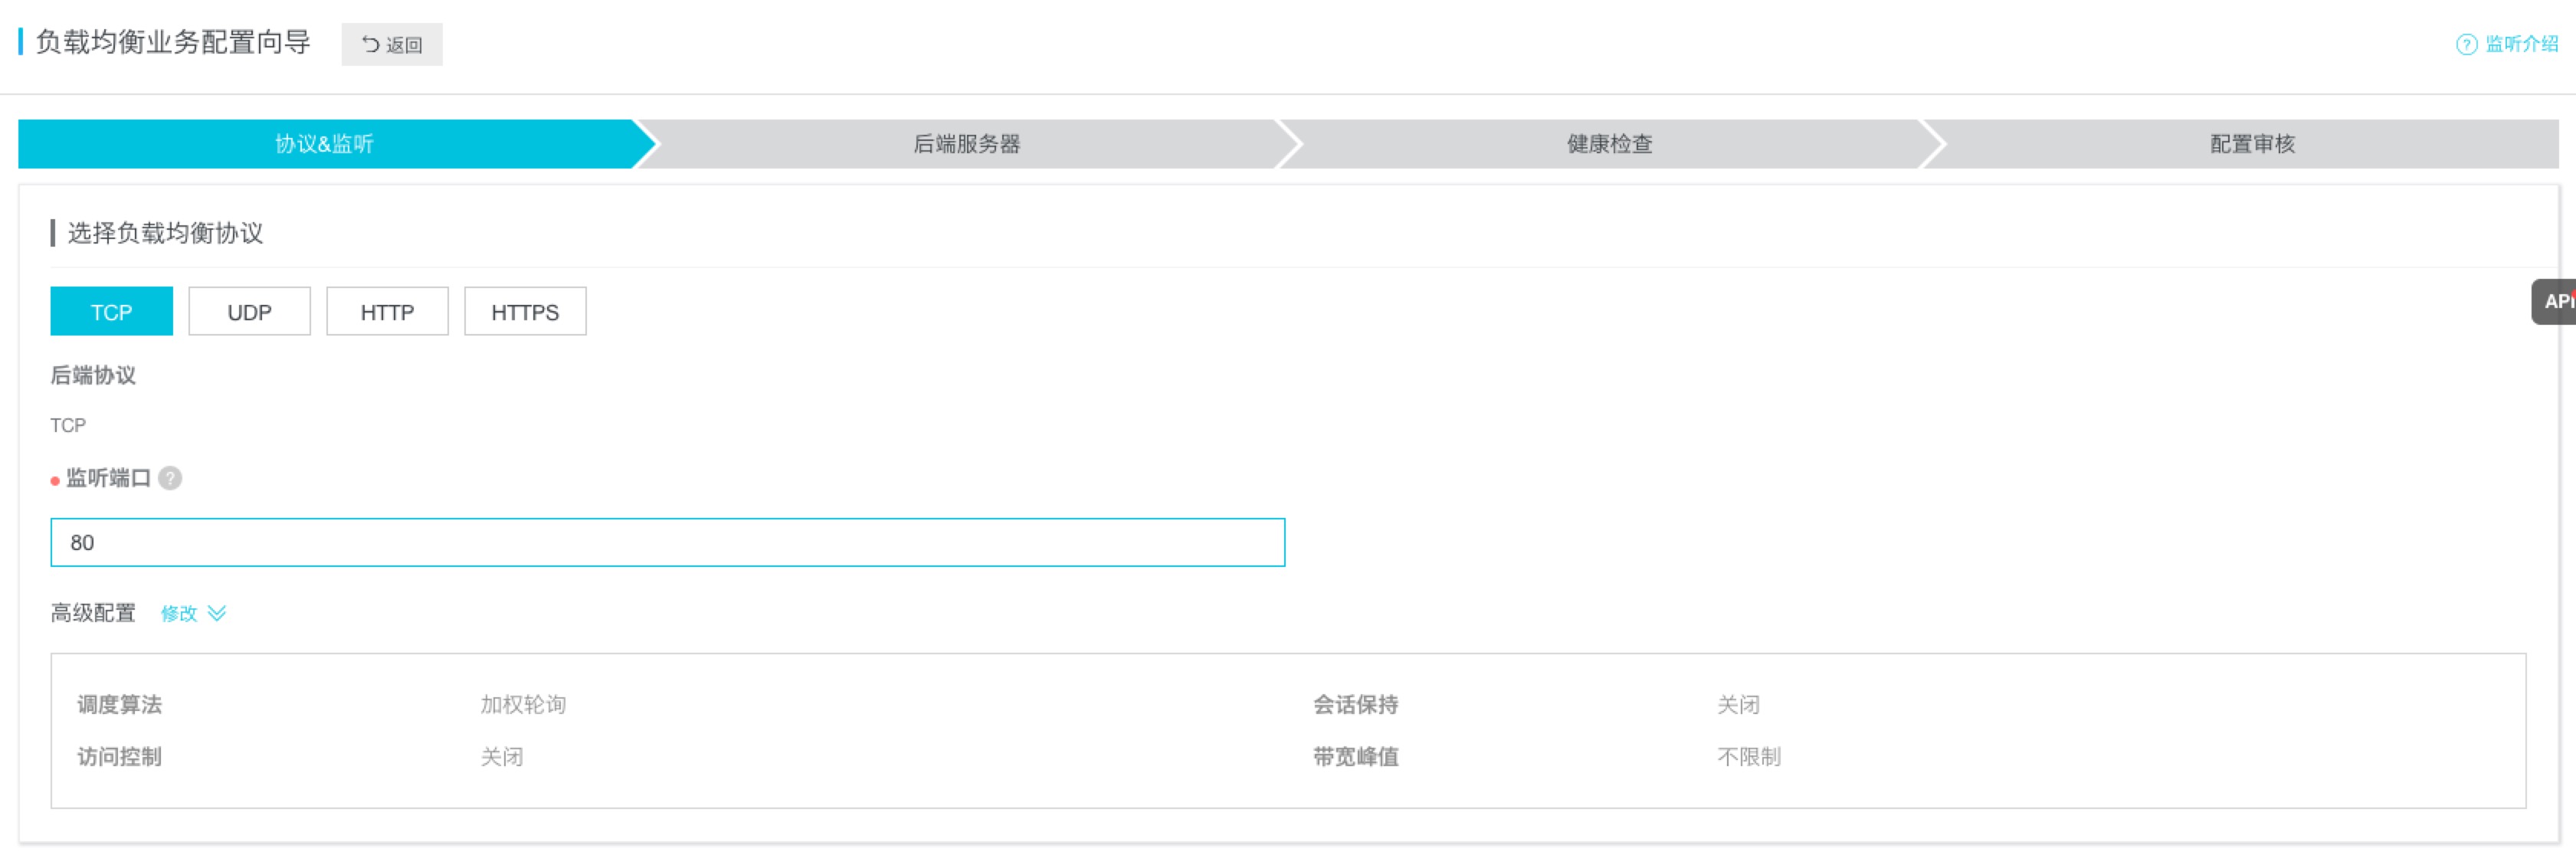 负载均衡业务配置向导 返回 ? 监听介绍
协议&监听 后端服务器 健康检查 配置审核
选择负载均衡协议
TCP UDP HTTP HTTPS
API
后端协议
TCP
监听端口 ?
80
高级配置 修改
调度算法 加权轮询 会话保持 关闭
访问控制 关闭 带宽峰值 不限制